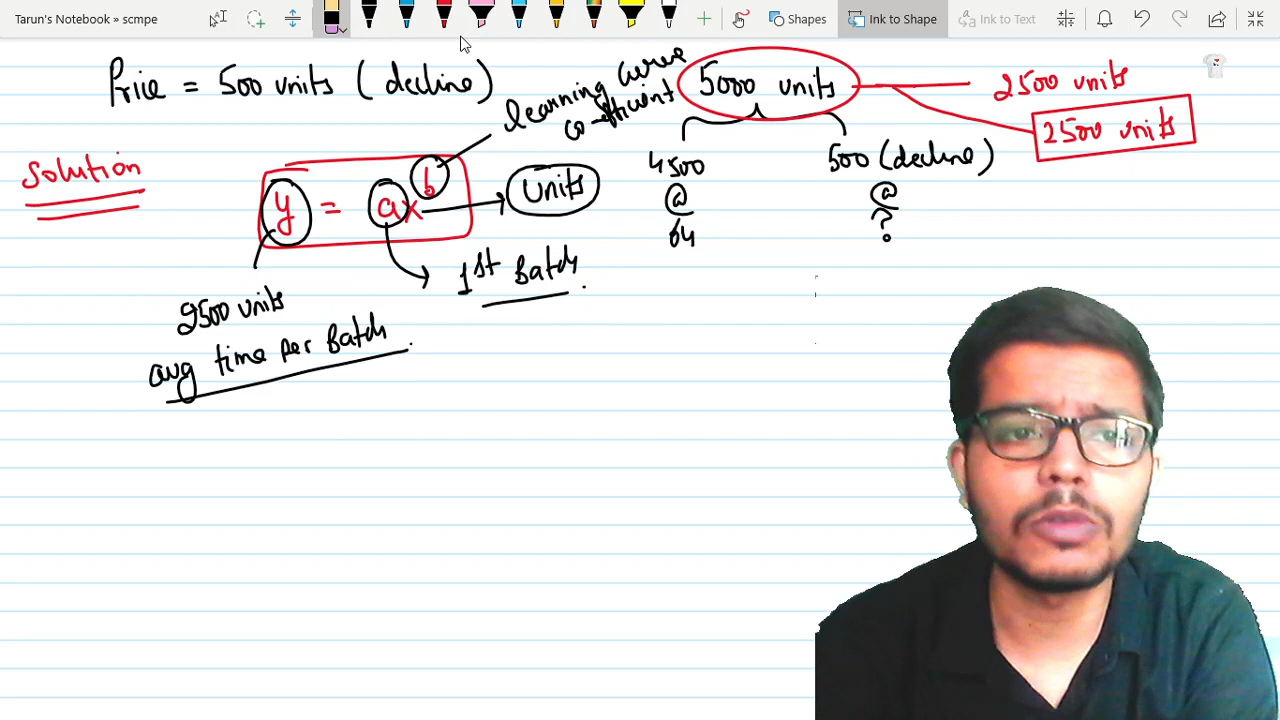 Tarun's Notebook » scmpe
Shapes
Ink to Shape
Ink to Text
Price = 500 units (decline)
learning curve
co-efficient
5000 units
2500 units
2500 units
4500
@
64
500 (decline)
@
?
Solution
y = ax^b
Units
1st Batch.
2500 units
avg time per Batch.